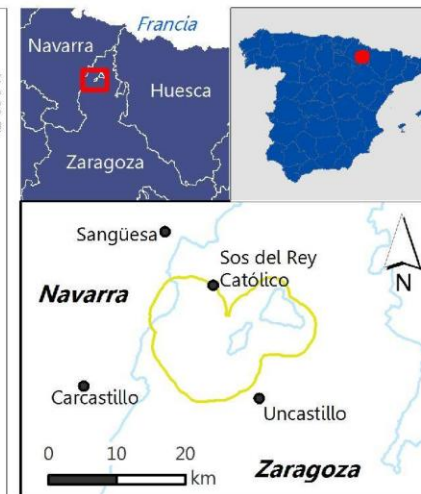 Francia
Navarra
Huesca
Zaragoza
Sangüesa
Sos del Rey
Católico
N
Navarra
Carcastillo
Uncastillo
0 10 20
km
Zaragoza